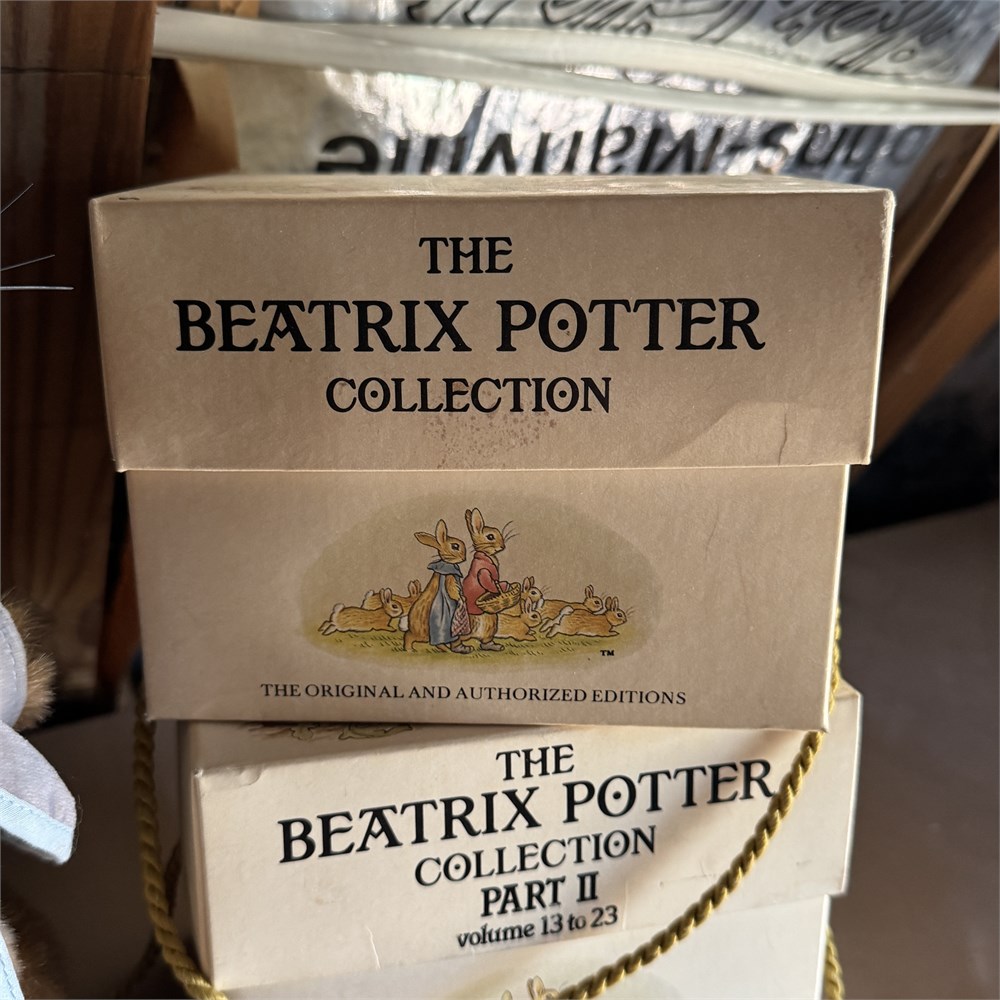 THE
BEATRIX POTTER
COLLECTION
TM
THE ORIGINAL AND AUTHORIZED EDITIONS
THE
BEATRIX POTTER
COLLECTION
PART II
volume 13 to 23